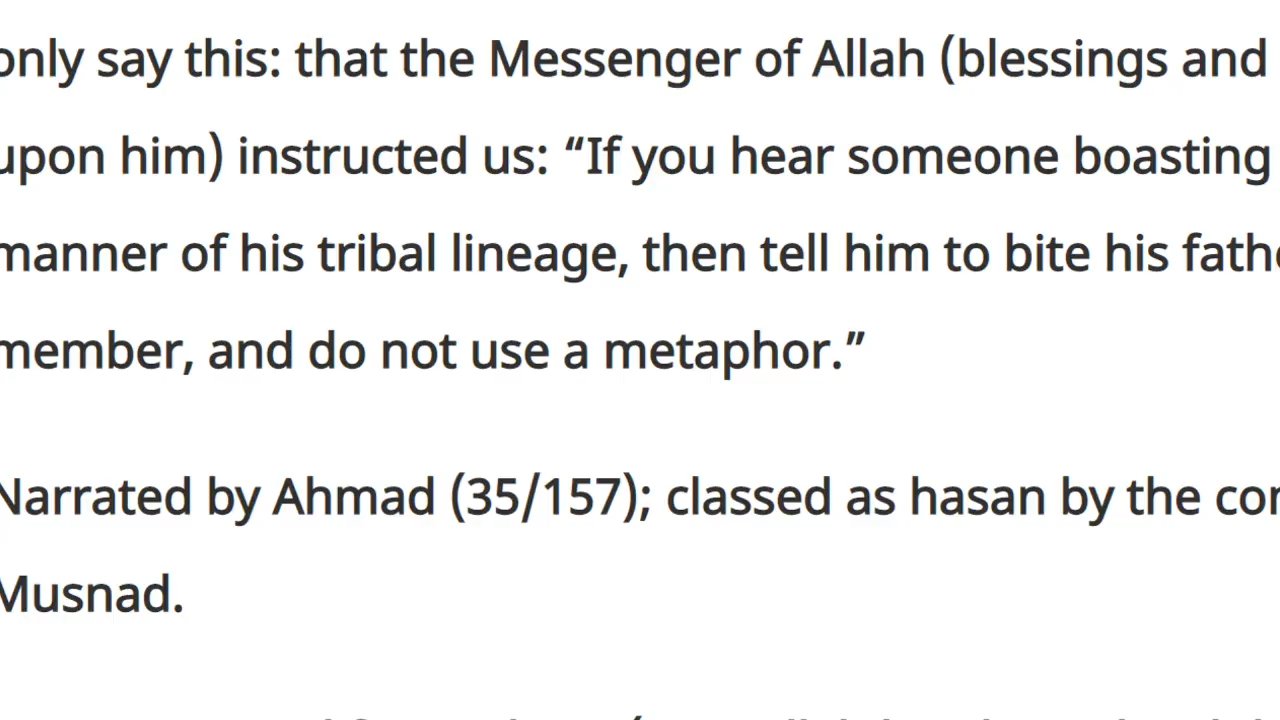 only say this: that the Messenger of Allah (blessings and
upon him) instructed us: “If you hear someone boasting
manner of his tribal lineage, then tell him to bite his fathe
member, and do not use a metaphor.”
Narrated by Ahmad (35/157); classed as hasan by the con
Musnad.